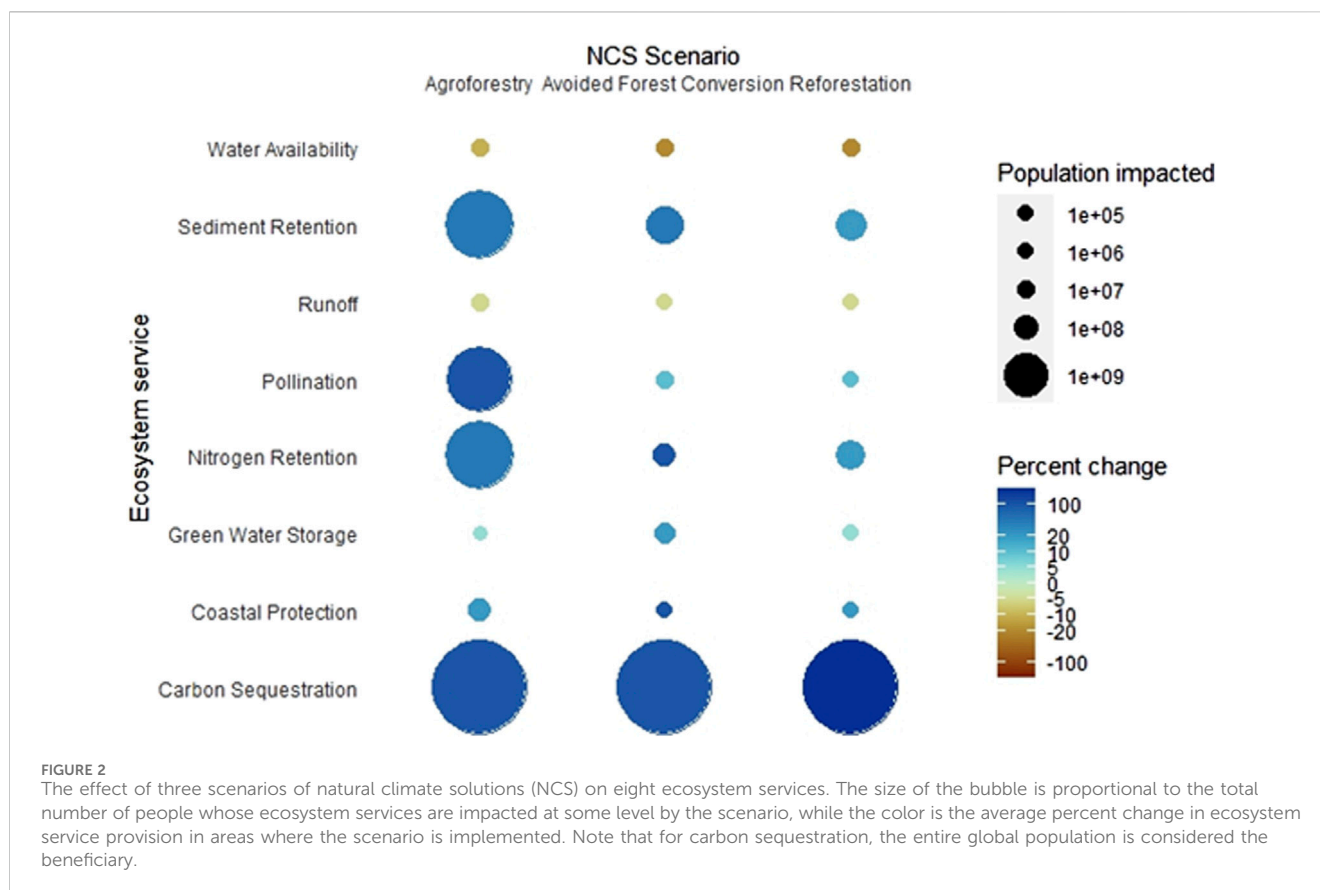 NCS Scenario
Agroforestry Avoided Forest Conversion Reforestation
Ecosystem service
Water Availability
Sediment Retention
Runoff
Pollination
Nitrogen Retention
Green Water Storage
Coastal Protection
Carbon Sequestration
Population impacted
1e+05
1e+06
1e+07
1e+08
1e+09
Percent change
100
20
10
5
0
-5
-10
-20
-100
FIGURE 2
The effect of three scenarios of natural climate solutions (NCS) on eight ecosystem services. The size of the bubble is proportional to the total
number of people whose ecosystem services are impacted at some level by the scenario, while the color is the average percent change in ecosystem
service provision in areas where the scenario is implemented. Note that for carbon sequestration, the entire global population is considered the
beneficiary.